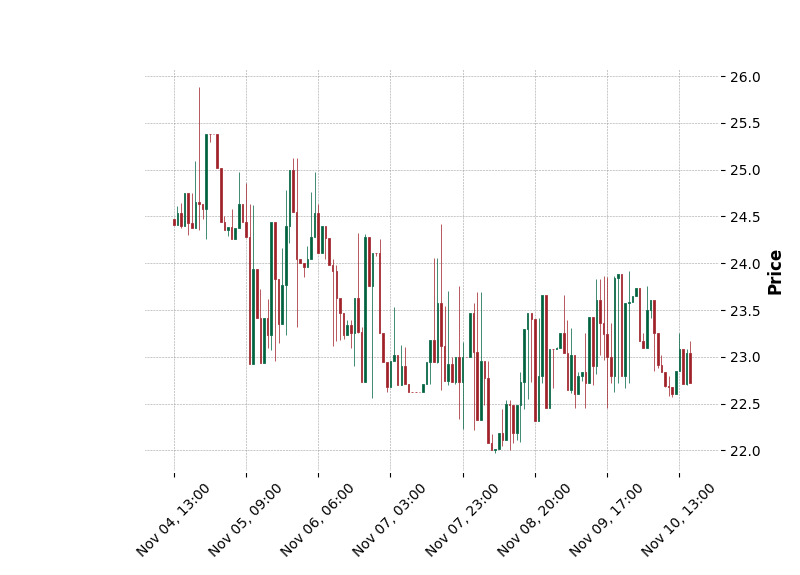 26.0
25.5
25.0
24.5
24.0
23.5
23.0
22.5
22.0
Price
Nov 04, 13:00
Nov 05, 09:00
Nov 06, 06:00
Nov 07, 03:00
Nov 07, 23:00
Nov 08, 20:00
Nov 09, 17:00
Nov 10, 13:00